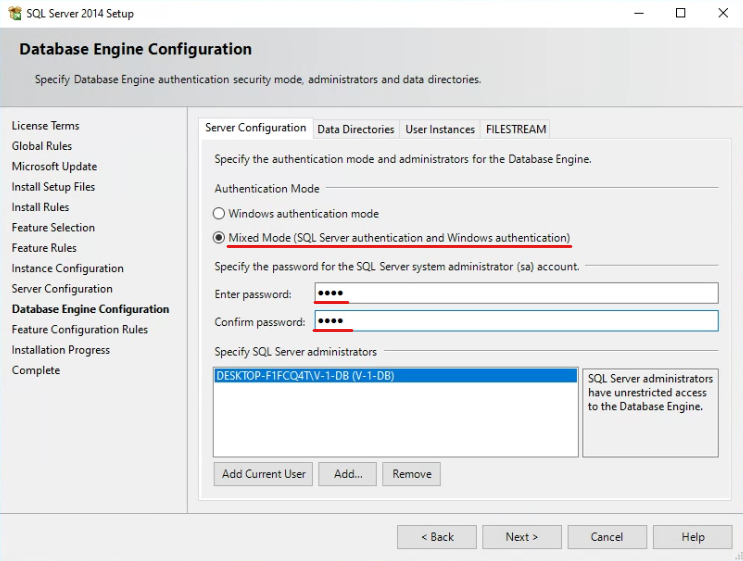 SQL Server 2014 Setup
Database Engine Configuration
Specify Database Engine authentication security mode, administrators and data directories.
License Terms
Global Rules
Microsoft Update
Install Setup Files
Install Rules
Feature Selection
Feature Rules
Instance Configuration
Server Configuration
Database Engine Configuration
Feature Configuration Rules
Installation Progress
Complete
Server Configuration Data Directories User Instances FILESTREAM
Specify the authentication mode and administrators for the Database Engine.
Authentication Mode
Windows authentication mode
Mixed Mode (SQL Server authentication and Windows authentication)
Specify the password for the SQL Server system administrator (sa) account.
Enter password: ●●●●
Confirm password: ●●●●
Specify SQL Server administrators
DESKTOP-F1FCQ4T\V-1-DB (V-1-DB)
SQL Server administrators
have unrestricted access
to the Database Engine.
Add Current User Add... Remove
< Back Next > Cancel Help